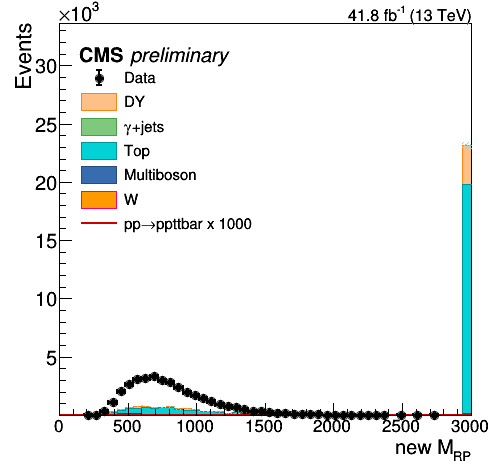 ×10³
41.8 fb⁻¹ (13 TeV)
Events
CMS preliminary
Data
DY
γ+jets
Top
Multiboson
W
pp→ppttbar x 1000
30
25
20
15
10
5
0 500 1000 1500 2000 2500 3000
new M_RP